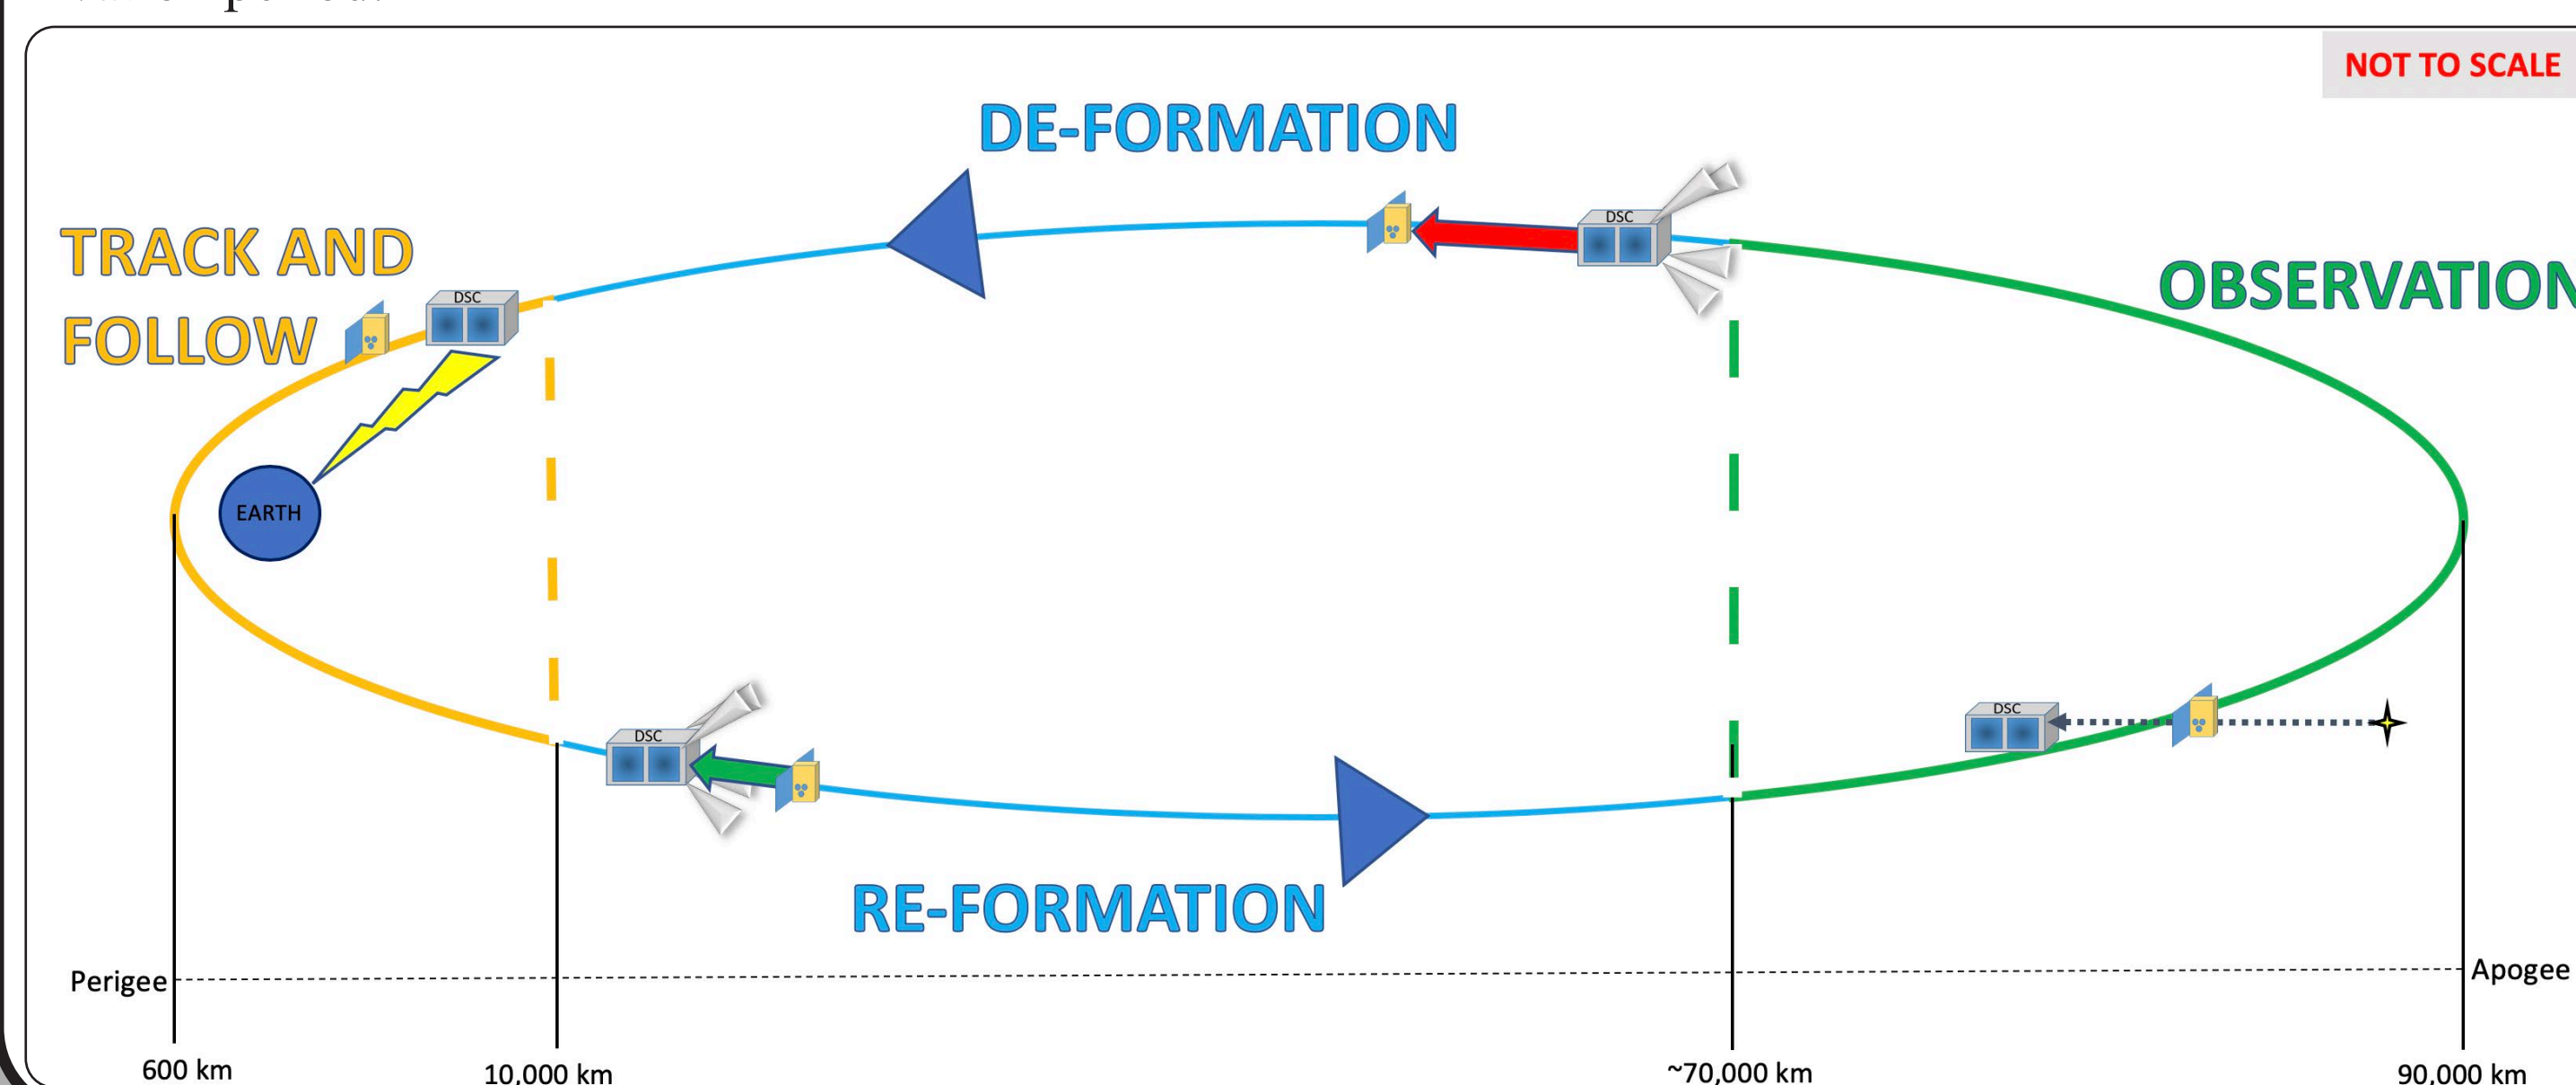 NOT TO SCALE
DE-FORMATION
TRACK AND
FOLLOW
DSC
DSC
OBSERVATION
EARTH
DSC
DSC
RE-FORMATION
Perigee
Apogee
600 km
10,000 km
~70,000 km
90,000 km